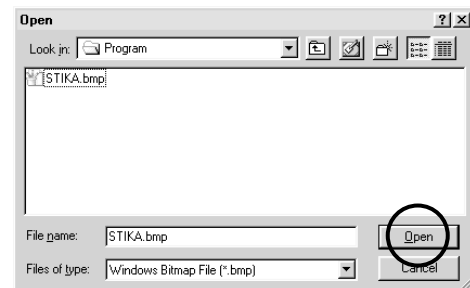 Open
Look in: Program
STIKA.bmp
File name: STIKA.bmp Open
Files of type: Windows Bitmap File (*.bmp) Cancel